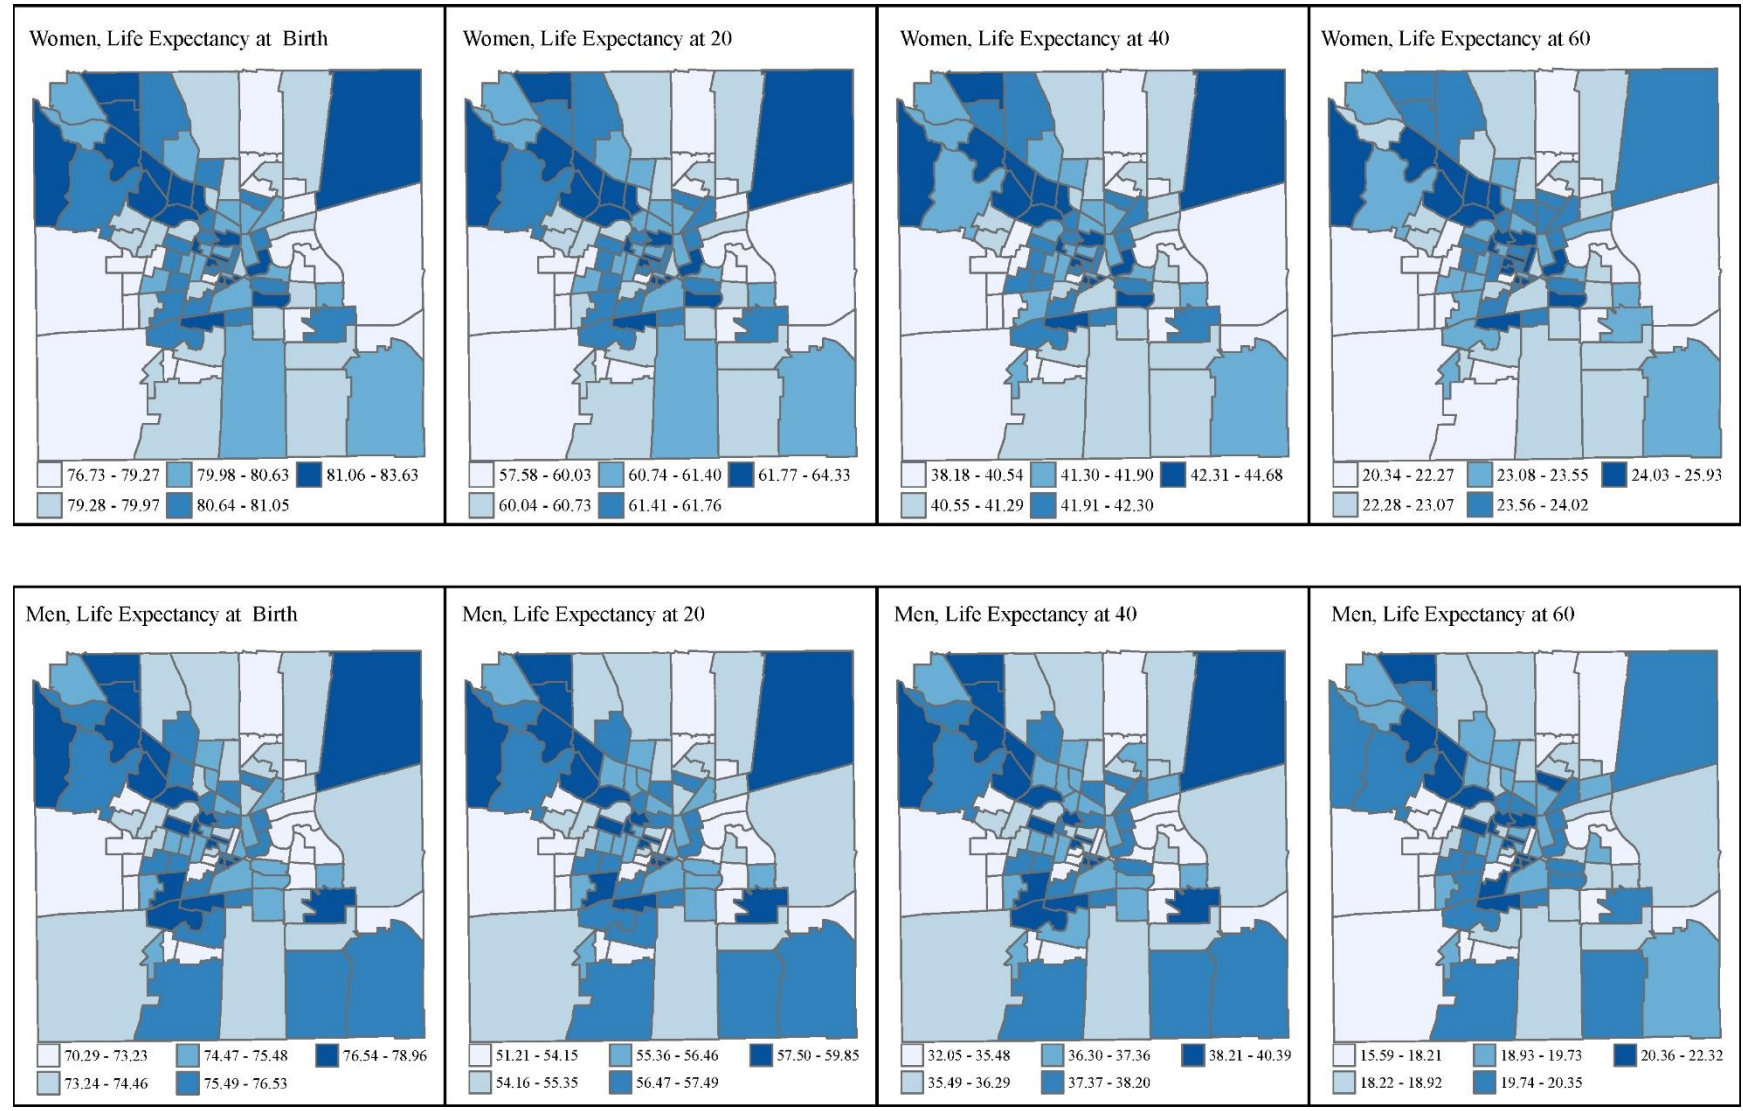 Women, Life Expectancy at Birth
76.73 - 79.27 79.98 - 80.63 81.06 - 83.63
79.28 - 79.97 80.64 - 81.05
Women, Life Expectancy at 20
57.58 - 60.03 60.74 - 61.40 61.77 - 64.33
60.04 - 60.73 61.41 - 61.76
Women, Life Expectancy at 40
38.18 - 40.54 41.30 - 41.90 42.31 - 44.68
40.55 - 41.29 41.91 - 42.30
Women, Life Expectancy at 60
20.34 - 22.27 23.08 - 23.55 24.03 - 25.93
22.28 - 23.07 23.56 - 24.02
Men, Life Expectancy at Birth
70.29 - 73.23 74.47 - 75.48 76.54 - 78.96
73.24 - 74.46 75.49 - 76.53
Men, Life Expectancy at 20
51.21 - 54.15 55.36 - 56.46 57.50 - 59.85
54.16 - 55.35 56.47 - 57.49
Men, Life Expectancy at 40
32.05 - 35.48 36.30 - 37.36 38.21 - 40.39
35.49 - 36.29 37.37 - 38.20
Men, Life Expectancy at 60
15.59 - 18.21 18.93 - 19.73 20.36 - 22.32
18.22 - 18.92 19.74 - 20.35